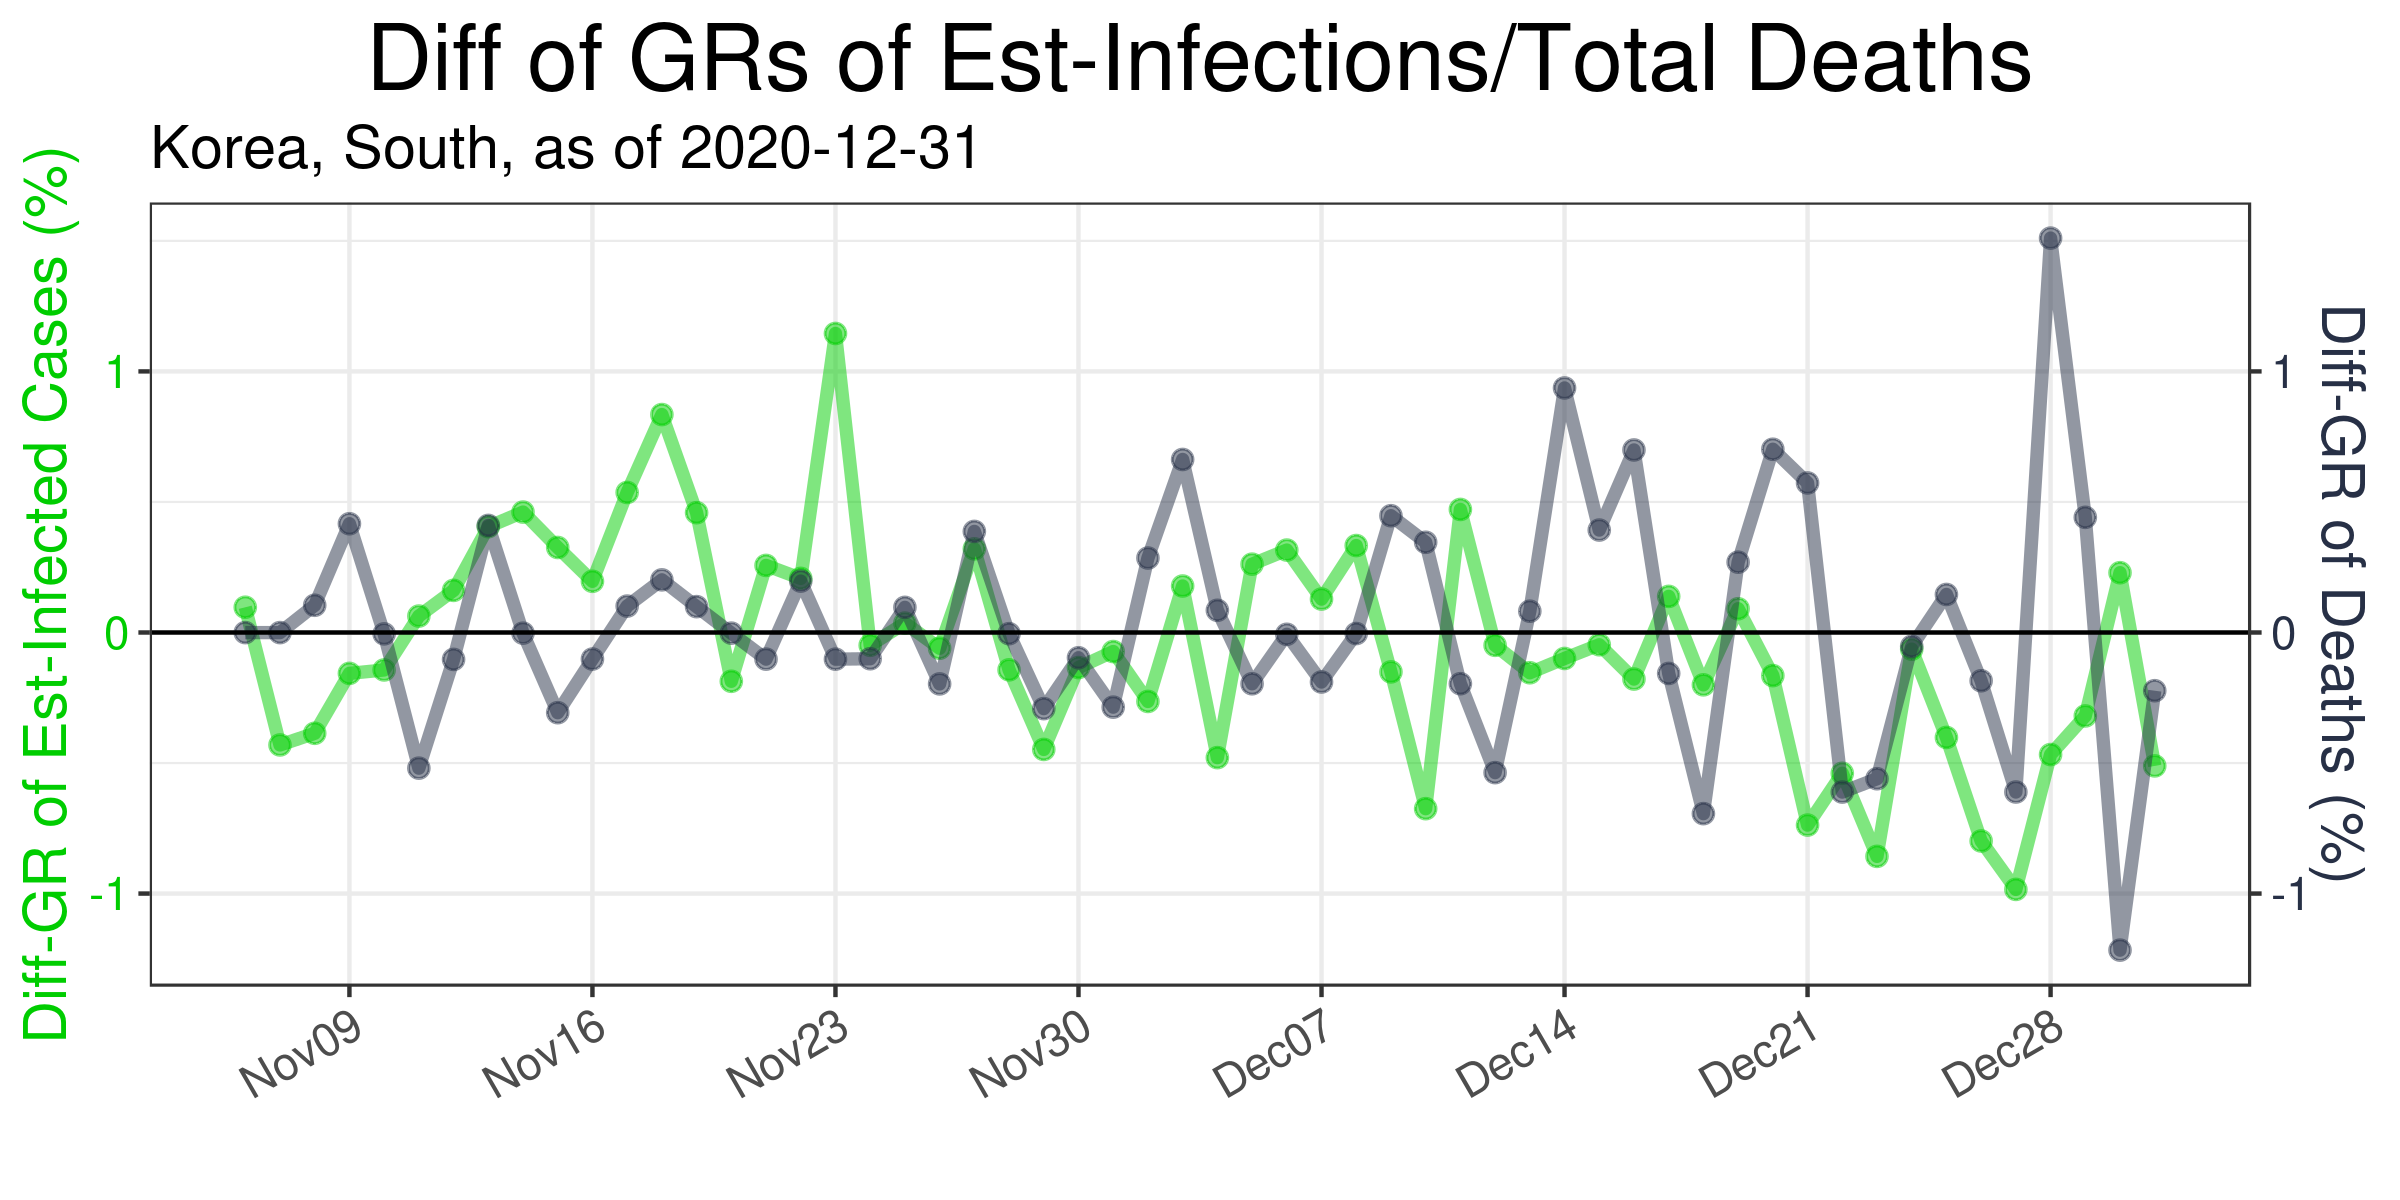 Diff of GRs of Est-Infections/Total Deaths
Korea, South, as of 2020-12-31
Diff-GR of Est-Infected Cases (%)
1
0
-1
1
0
-1
Diff-GR of Deaths (%)
Nov09
Nov16
Nov23
Nov30
Dec07
Dec14
Dec21
Dec28